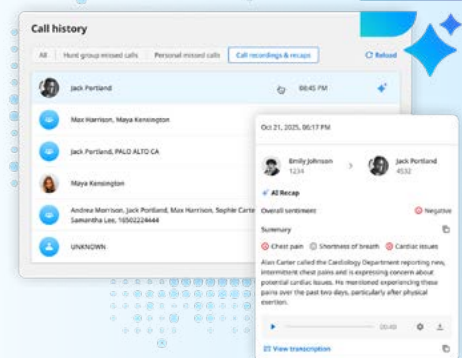 Call history
All
Hunt group missed calls
Personal missed calls
Call recordings & recaps
Reload
Jack Portland
08:45 PM
Max Harrison, Maya Kensington
Jack Portland, PALO ALTO CA
Maya Kensington
Andrea Morrison, Jack Portland, Max Harrison, Sophie Carte
Samantha Lee, 16502224444
UNKNOWN
Oct 21, 2025, 06:17 PM
Emily Johnson
1234
>
Jack Portland
4532
AI Recap
Overall sentiment
Negative
Summary
Chest pain
Shortness of breath
Cardiac issues
Alan Carter called the Cardiology Department reporting new,
intermittent chest pains and is expressing concern about
potential cardiac issues. He mentioned experiencing these
pains over the past two days, particularly after physical
exertion.
00:49
View transcription